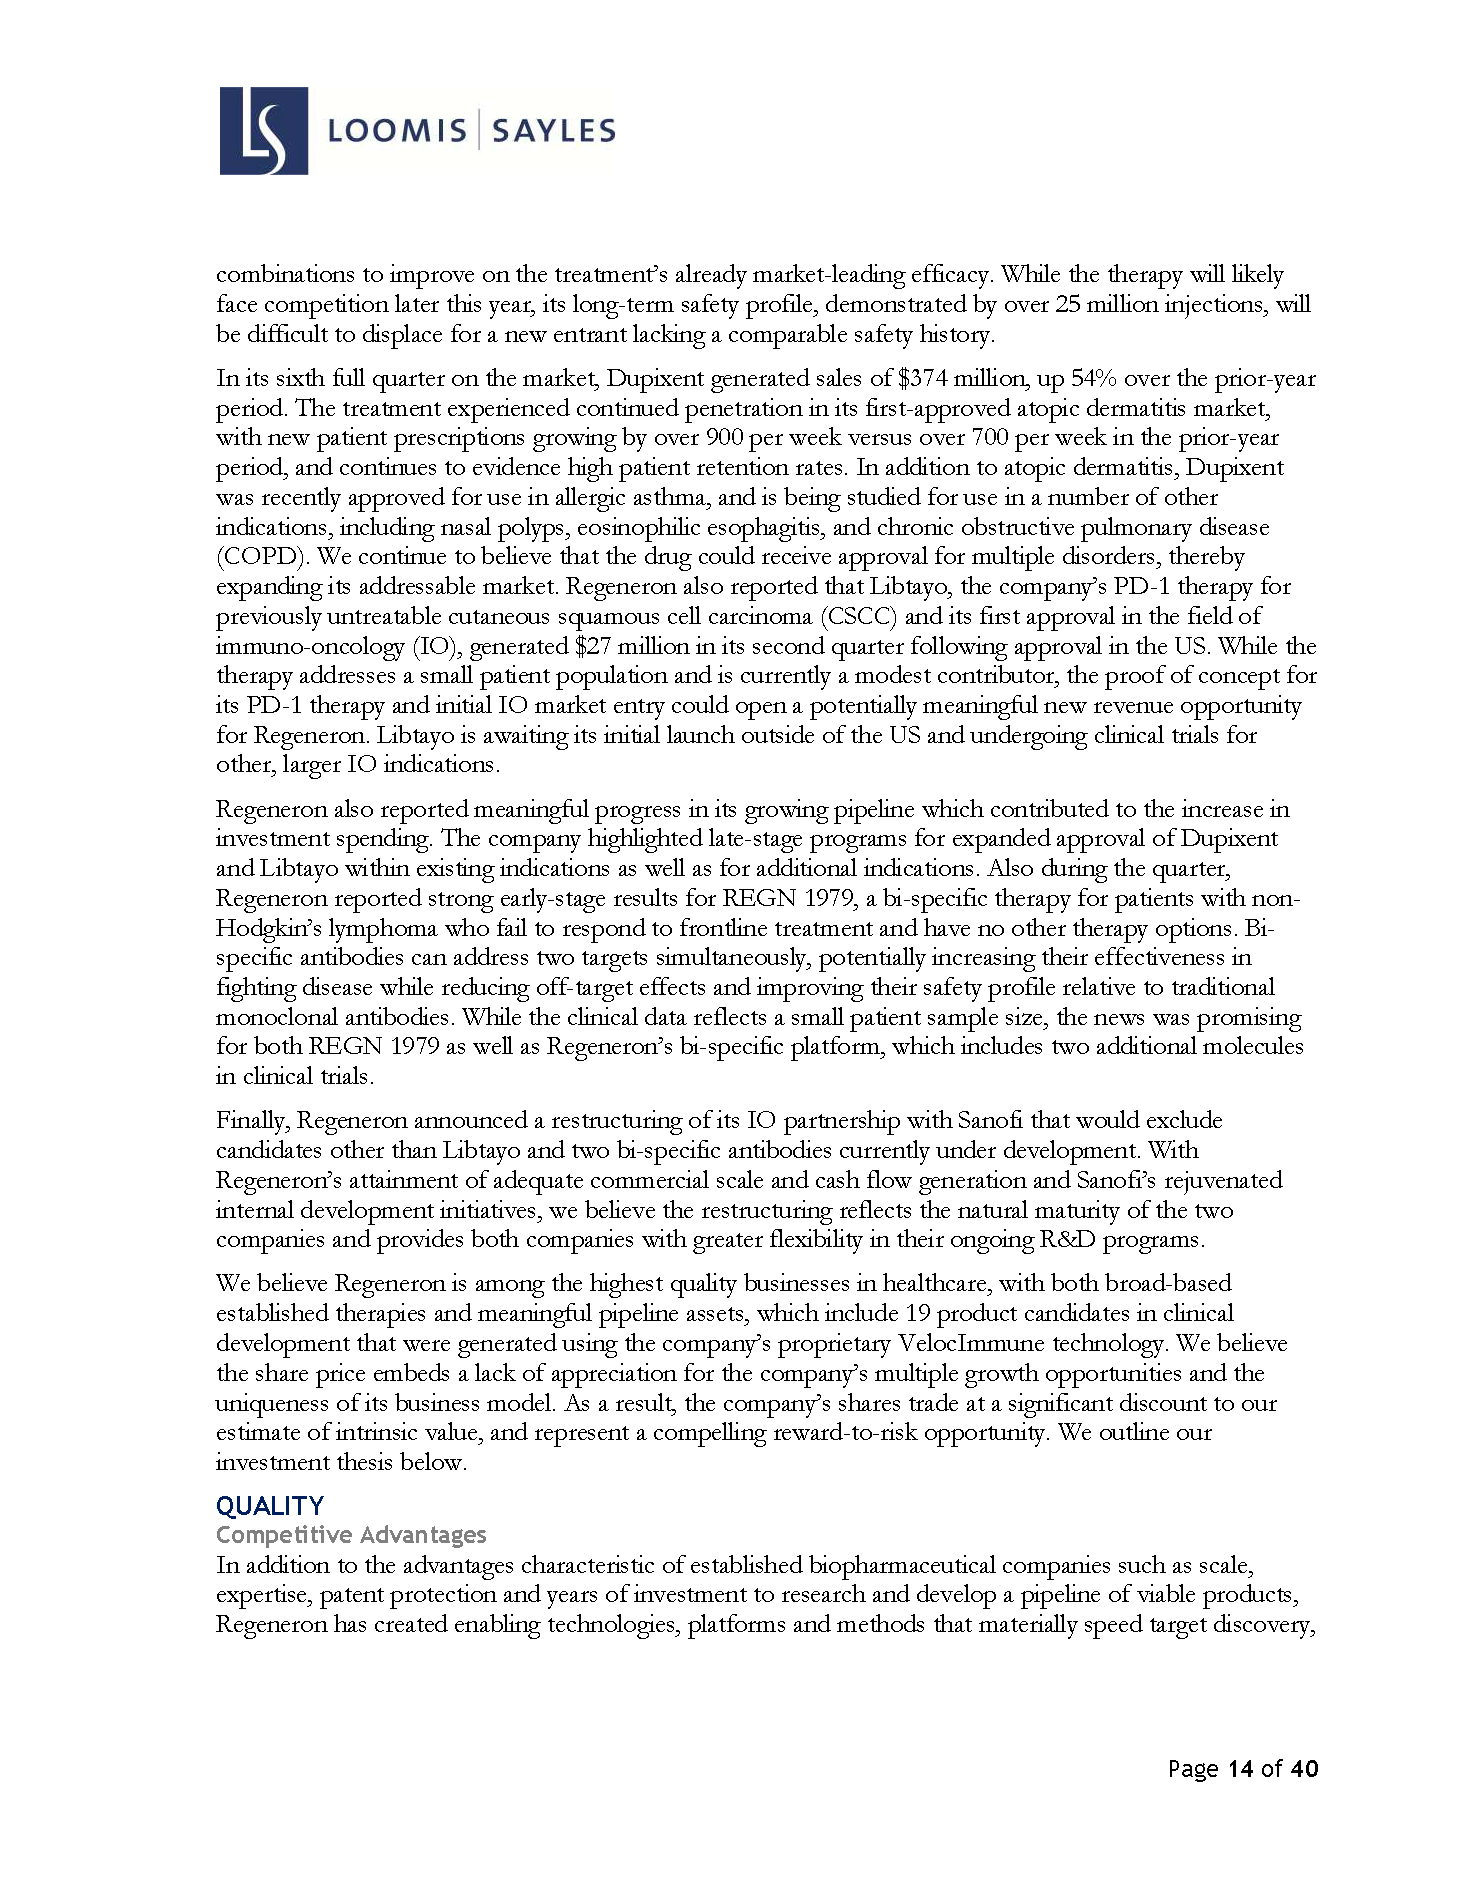 LS LOOMIS | SAYLES
combinations to improve on the treatment’s already market-leading efficacy. While the therapy will likely
face competition later this year, its long-term safety profile, demonstrated by over 25 million injections, will
be difficult to displace for a new entrant lacking a comparable safety history.
In its sixth full quarter on the market, Dupixent generated sales of $374 million, up 54% over the prior-year
period. The treatment experienced continued penetration in its first-approved atopic dermatitis market,
with new patient prescriptions growing by over 900 per week versus over 700 per week in the prior-year
period, and continues to evidence high patient retention rates. In addition to atopic dermatitis, Dupixent
was recently approved for use in allergic asthma, and is being studied for use in a number of other
indications, including nasal polyps, eosinophilic esophagitis, and chronic obstructive pulmonary disease
(COPD). We continue to believe that the drug could receive approval for multiple disorders, thereby
expanding its addressable market. Regeneron also reported that Libtayo, the company’s PD-1 therapy for
previously untreatable cutaneous squamous cell carcinoma (CSCC) and its first approval in the field of
immuno-oncology (IO), generated $27 million in its second quarter following approval in the US. While the
therapy addresses a small patient population and is currently a modest contributor, the proof of concept for
its PD-1 therapy and initial IO market entry could open a potentially meaningful new revenue opportunity
for Regeneron. Libtayo is awaiting its initial launch outside of the US and undergoing clinical trials for
other, larger IO indications.
Regeneron also reported meaningful progress in its growing pipeline which contributed to the increase in
investment spending. The company highlighted late-stage programs for expanded approval of Dupixent
and Libtayo within existing indications as well as for additional indications. Also during the quarter,
Regeneron reported strong early-stage results for REGN 1979, a bi-specific therapy for patients with non-
Hodgkin’s lymphoma who fail to respond to frontline treatment and have no other therapy options. Bi-
specific antibodies can address two targets simultaneously, potentially increasing their effectiveness in
fighting disease while reducing off-target effects and improving their safety profile relative to traditional
monoclonal antibodies. While the clinical data reflects a small patient sample size, the news was promising
for both REGN 1979 as well as Regeneron’s bi-specific platform, which includes two additional molecules
in clinical trials.
Finally, Regeneron announced a restructuring of its IO partnership with Sanofi that would exclude
candidates other than Libtayo and two bi-specific antibodies currently under development. With
Regeneron’s attainment of adequate commercial scale and cash flow generation and Sanofi’s rejuvenated
internal development initiatives, we believe the restructuring reflects the natural maturity of the two
companies and provides both companies with greater flexibility in their ongoing R&D programs.
We believe Regeneron is among the highest quality businesses in healthcare, with both broad-based
established therapies and meaningful pipeline assets, which include 19 product candidates in clinical
development that were generated using the company’s proprietary VelocImmune technology. We believe
the share price embeds a lack of appreciation for the company’s multiple growth opportunities and the
uniqueness of its business model. As a result, the company’s shares trade at a significant discount to our
estimate of intrinsic value, and represent a compelling reward-to-risk opportunity. We outline our
investment thesis below.
QUALITY
Competitive Advantages
In addition to the advantages characteristic of established biopharmaceutical companies such as scale,
expertise, patent protection and years of investment to research and develop a pipeline of viable products,
Regeneron has created enabling technologies, platforms and methods that materially speed target discovery,
Page 14 of 40